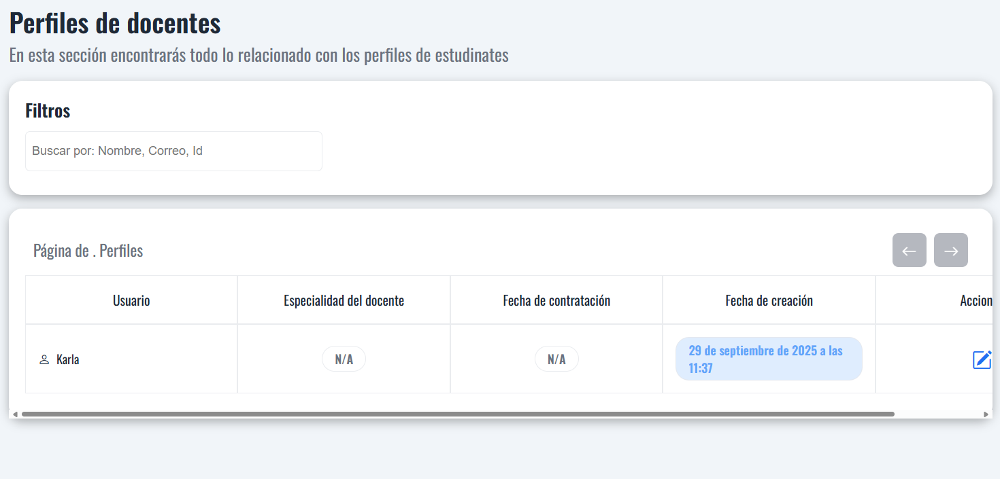 Perfiles de docentes
En esta sección encontrarás todo lo relacionado con los perfiles de estudinates
Filtros
Buscar por: Nombre, Correo, Id
Página de . Perfiles
Usuario Especialidad del docente Fecha de contratación Fecha de creación Accion
Karla N/A N/A 29 de septiembre de 2025 a las
11:37